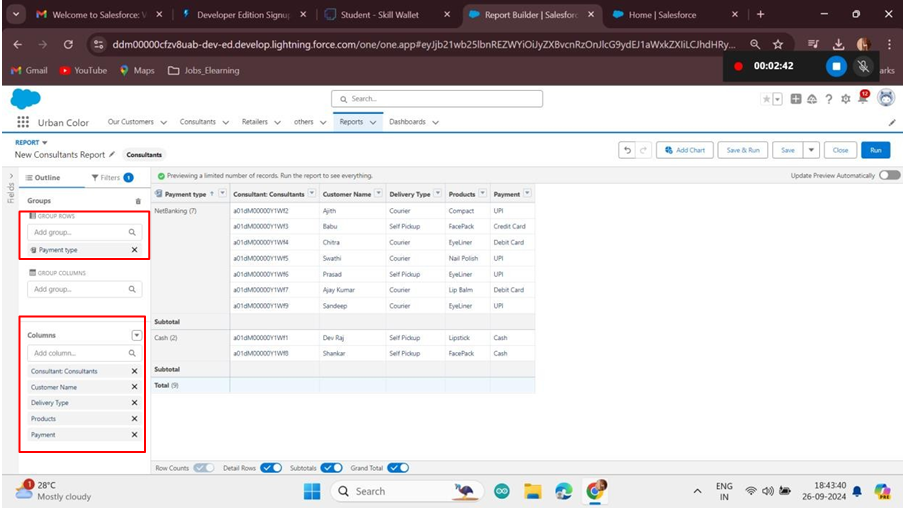 Welcome to Salesforce: V
Developer Edition Signup
Student - Skill Wallet
Report Builder | Salesforc
Home | Salesforce
ddm00000cfzv8uab-dev-ed.develop.lightning.force.com/one/one.app#eyJjb21wb25lbnREZWYiOiJyZXBvcnRzOnJlcG9ydEJ1aWxkZXIiLCJhdHRy...
Gmail
YouTube
Maps
Jobs_Elearning
00:02:42
arks
Search...
12
Urban Color
Our Customers
Consultants
Retailers
others
Reports
Dashboards
REPORT
New Consultants Report
Consultants
Add Chart
Save & Run
Save
Close
Run
Fields
Outline
Filters 1
Previewing a limited number of records. Run the report to see everything.
Update Preview Automatically
Groups
GROUP ROWS
Add group...
Payment type
GROUP COLUMNS
Add group...
Columns
Add column...
Consultant: Consultants
Customer Name
Delivery Type
Products
Payment
Payment type ↑ Consultant: Consultants Customer Name Delivery Type Products Payment
NetBanking (7) a01dM00000Y1Wf2 Ajith Courier Compact UPI
a01dM00000Y1Wf3 Babu Self Pickup FacePack Credit Card
a01dM00000Y1Wf4 Chitra Courier EyeLiner Debit Card
a01dM00000Y1Wf5 Swathi Courier Nail Polish UPI
a01dM00000Y1Wf6 Prasad Self Pickup EyeLiner UPI
a01dM00000Y1Wf7 Ajay Kumar Courier Lip Balm Debit Card
a01dM00000Y1Wf9 Sandeep Courier EyeLiner UPI
Subtotal
Cash (2) a01dM00000Y1Wf1 Dev Raj Self Pickup Lipstick Cash
a01dM00000Y1Wf8 Shankar Self Pickup FacePack Cash
Subtotal
Total (9)
Row Counts
Detail Rows
Subtotals
Grand Total
1
28°C
Mostly cloudy
Search
ENG
IN
18:43:40
26-09-2024
PRE